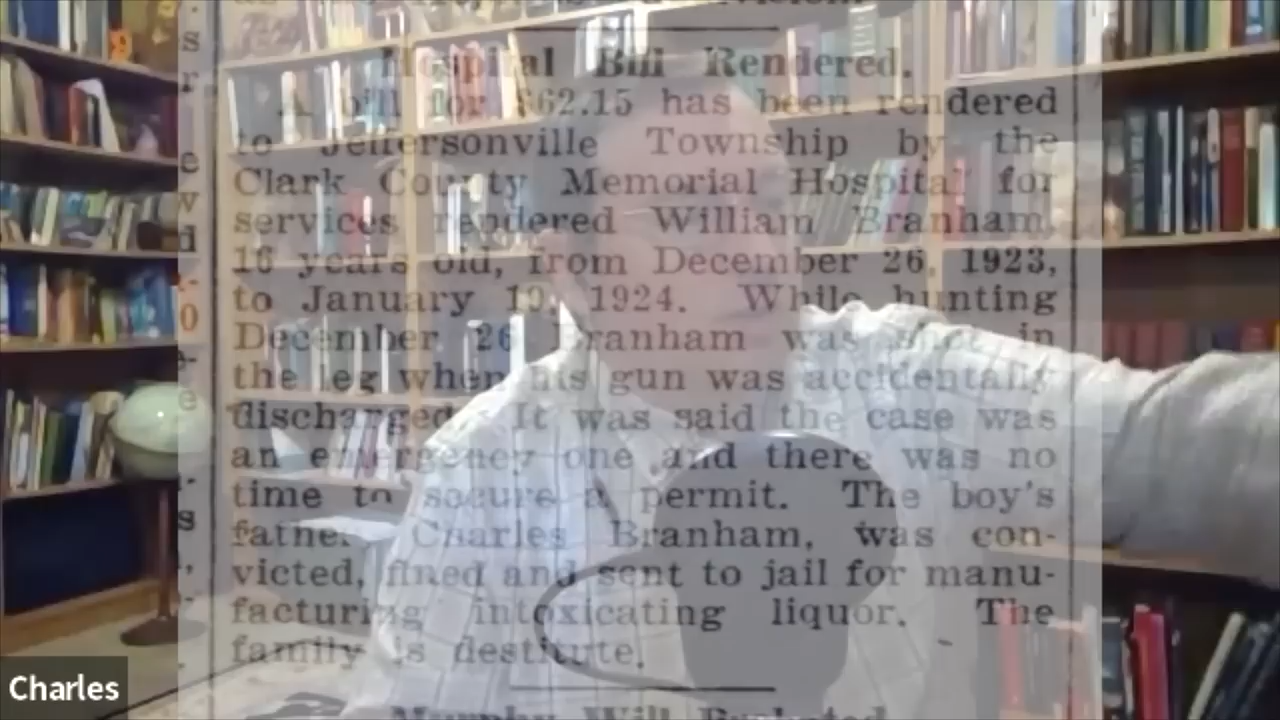 Hospital Bill Rendered.
A bill for $62.15 has been rendered
to Jeffersonville Township by the
Clark County Memorial Hospital for
services rendered William Branham,
16 years old, from December 26, 1923,
to January 19, 1924. While hunting
December 26 Branham was shot in
the leg when his gun was accidentally
discharged. It was said the case was
an emergency one and there was no
time to secure a permit. The boy's
father Charles Branham, was con-
victed, fined and sent to jail for manu-
facturing intoxicating liquor. The
family is destitute.
Murphy Will Probated
Charles